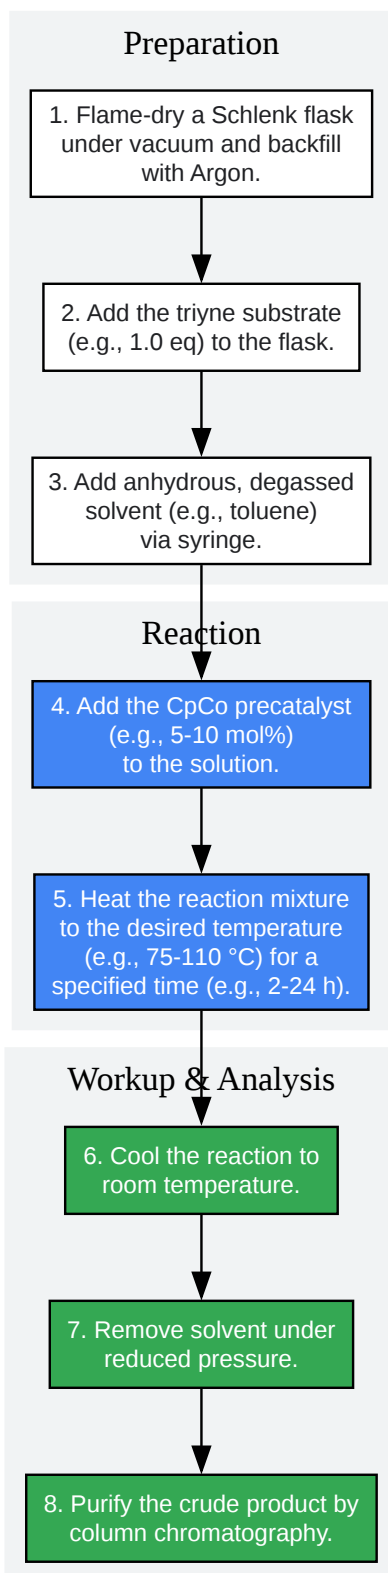 Preparation
1. Flame-dry a Schlenk flask
under vacuum and backfill
with Argon.
2. Add the triyne substrate
(e.g., 1.0 eq) to the flask.
3. Add anhydrous, degassed
solvent (e.g., toluene)
via syringe.
Reaction
4. Add the CpCo precatalyst
(e.g., 5-10 mol%)
to the solution.
5. Heat the reaction mixture
to the desired temperature
(e.g., 75-110 °C) for a
specified time (e.g., 2-24 h).
Workup & Analysis
6. Cool the reaction to
room temperature.
7. Remove solvent under
reduced pressure.
8. Purify the crude product by
column chromatography.